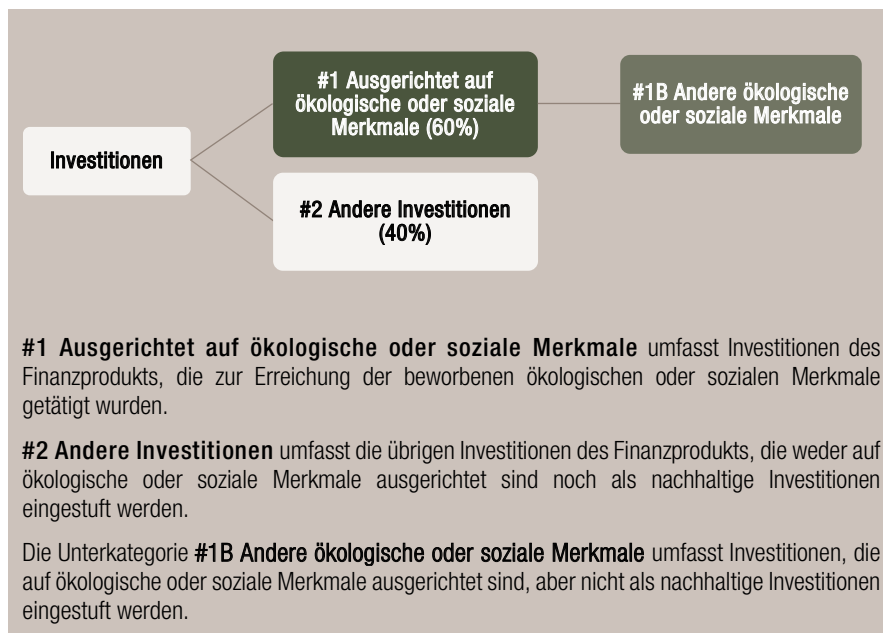 #1 Ausgerichtet auf
ökologische oder soziale
Merkmale (60%)
#1B Andere ökologische
oder soziale Merkmale
Investitionen
#2 Andere Investitionen
(40%)
#1 Ausgerichtet auf ökologische oder soziale Merkmale umfasst Investitionen des
Finanzprodukts, die zur Erreichung der beworbenen ökologischen oder sozialen Merkmale
getätigt wurden.
#2 Andere Investitionen umfasst die übrigen Investitionen des Finanzprodukts, die weder auf
ökologische oder soziale Merkmale ausgerichtet sind noch als nachhaltige Investitionen
eingestuft werden.
Die Unterkategorie #1B Andere ökologische oder soziale Merkmale umfasst Investitionen, die
auf ökologische oder soziale Merkmale ausgerichtet sind, aber nicht als nachhaltige Investitionen
eingestuft werden.